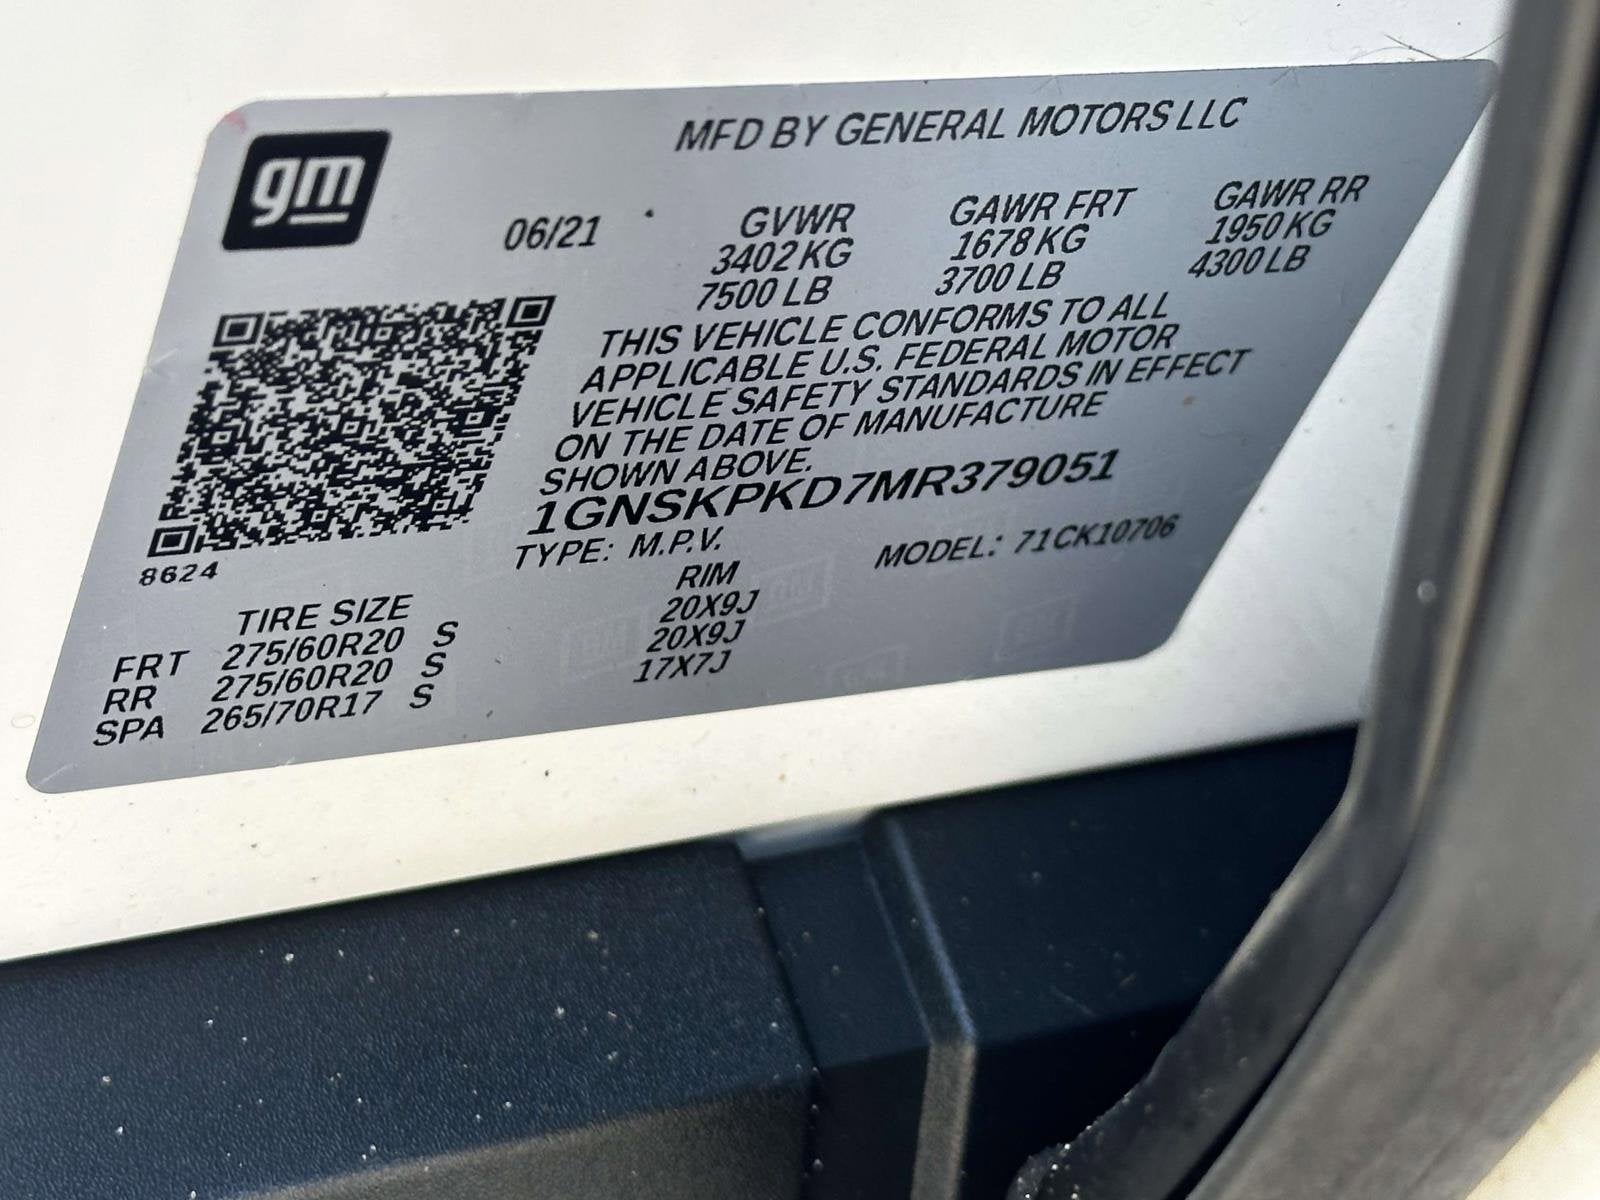 gm
MFD BY GENERAL MOTORS LLC
06/21 GVWR GAWR FRT GAWR RR
3402 KG 1678 KG 1950 KG
7500 LB 3700 LB 4300 LB
THIS VEHICLE CONFORMS TO ALL
APPLICABLE U.S. FEDERAL MOTOR
VEHICLE SAFETY STANDARDS IN EFFECT
ON THE DATE OF MANUFACTURE
SHOWN ABOVE.
1GNSKPKD7MR379051
TYPE: M.P.V. MODEL: 71CK10706
8624
TIRE SIZE RIM
FRT 275/60R20 S 20X9J
RR 275/60R20 S 20X9J
SPA 265/70R17 S 17X7J